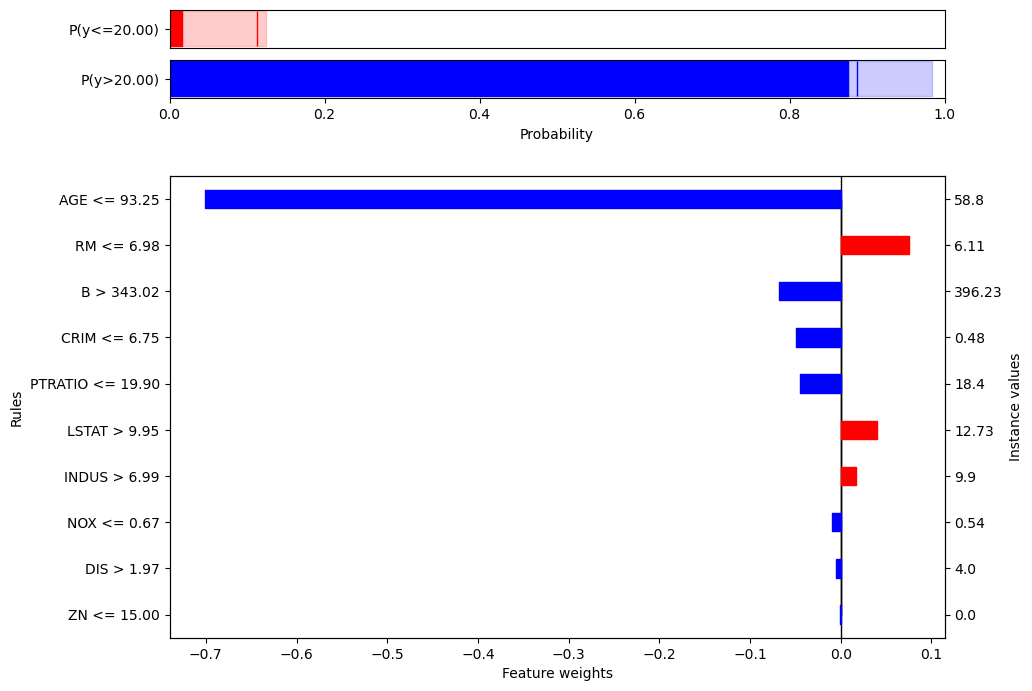 P(y<=20.00)
P(y>20.00)
0.0 0.2 0.4 0.6 0.8 1.0
Probability
AGE <= 93.25 58.8
RM <= 6.98 6.11
B > 343.02 396.23
CRIM <= 6.75 0.48
PTRATIO <= 19.90 18.4
LSTAT > 9.95 12.73
INDUS > 6.99 9.9
NOX <= 0.67 0.54
DIS > 1.97 4.0
ZN <= 15.00 0.0
Rules
Instance values
−0.7 −0.6 −0.5 −0.4 −0.3 −0.2 −0.1 0.0 0.1
Feature weights